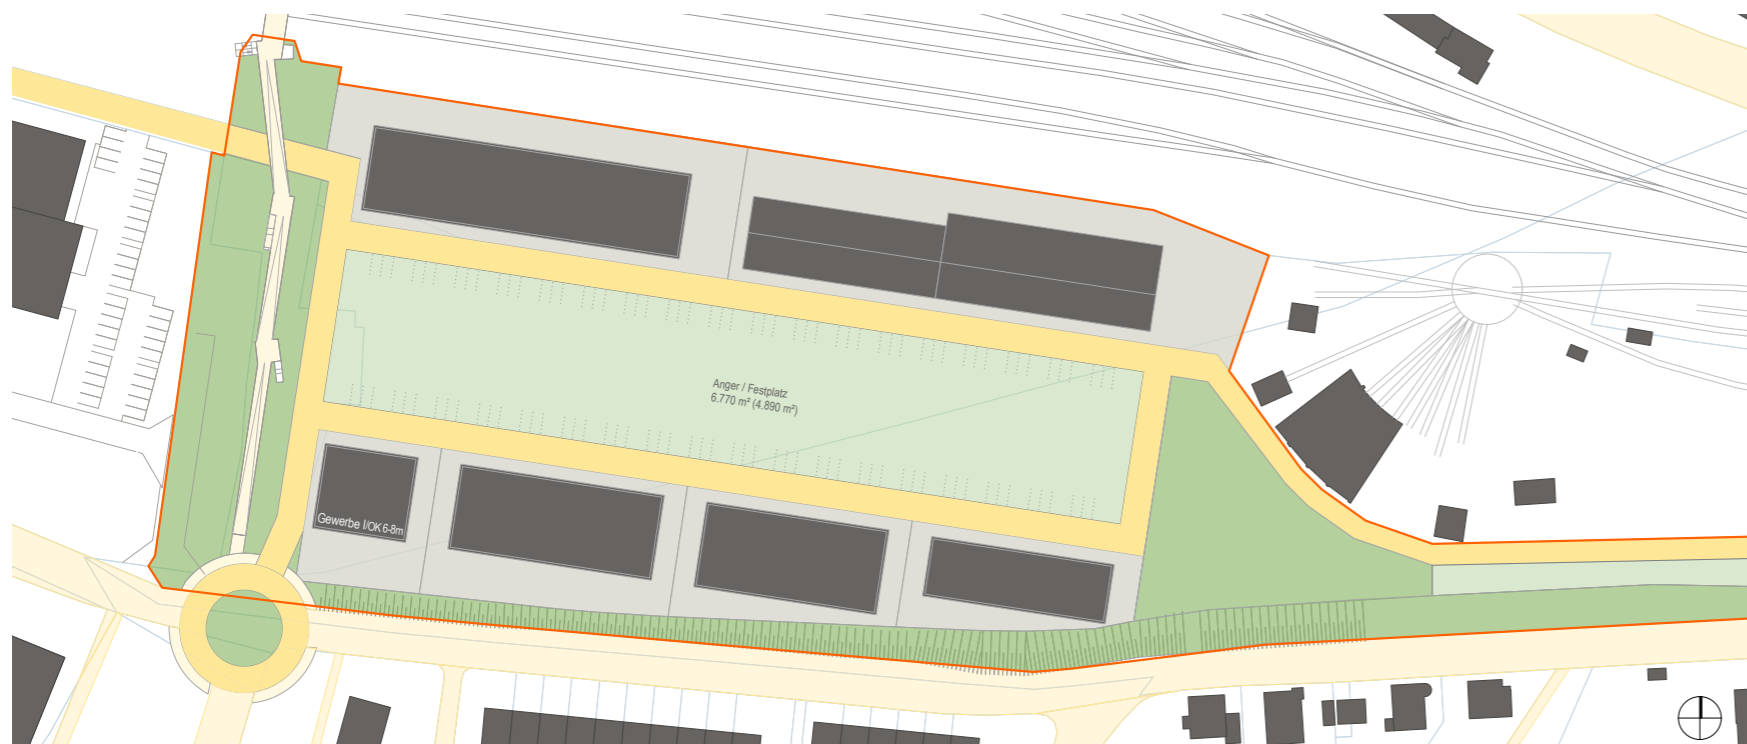 Anger / Festplatz
6.770 m² (4.890 m²)
Gewerbe I/OK 6-8m